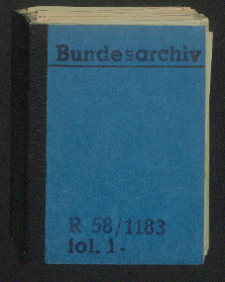 Bundesarchiv
R 58/1183
fol. 1-